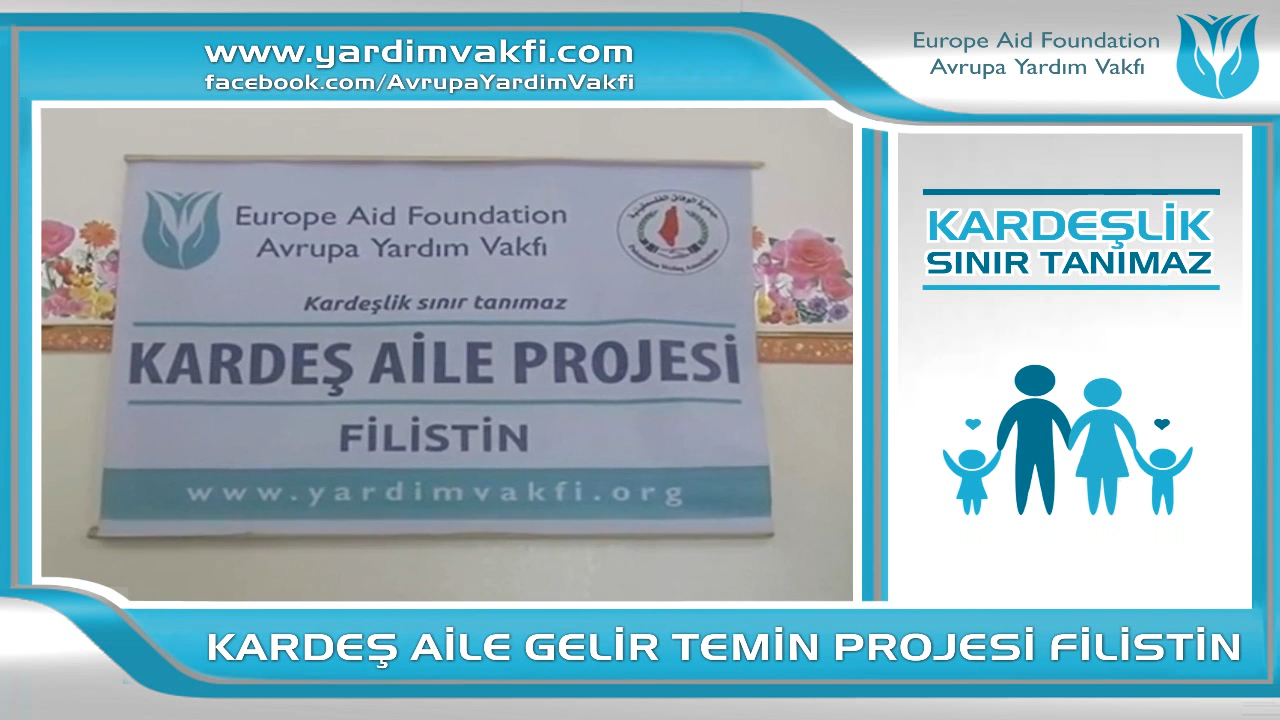 www.yardimvakfi.com
facebook.com/AvrupaYardimVakfi
Europe Aid Foundation
Avrupa Yardım Vakfı
Europe Aid Foundation
Avrupa Yardım Vakfı
Kardeşlik sınır tanımaz
KARDEŞ AİLE PROJESİ
FİLİSTİN
www.yardimvakfi.org
KARDEŞLİK
SINIR TANIMAZ
KARDEŞ AİLE GELİR TEMİN PROJESİ FİLİSTİN